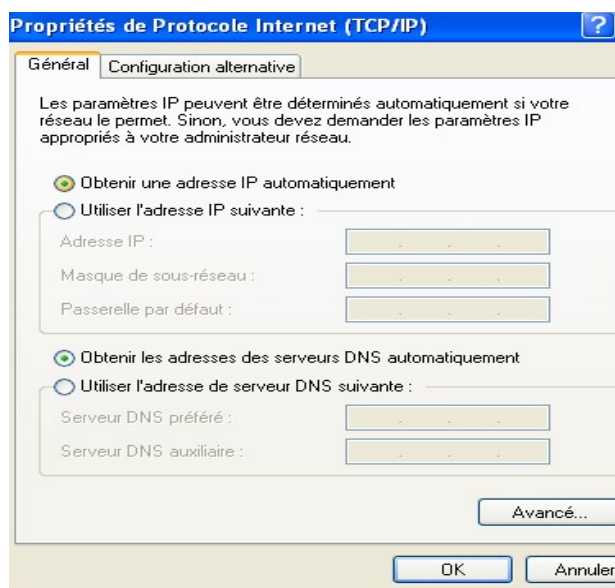 Propriétés de Protocole Internet (TCP/IP)
?
Général
Configuration alternative
Les paramètres IP peuvent être déterminés automatiquement si votre
réseau le permet. Sinon, vous devez demander les paramètres IP
appropriés à votre administrateur réseau.
Obtenir une adresse IP automatiquement
Utiliser l'adresse IP suivante :
Adresse IP :
Masque de sous-réseau :
Passerelle par défaut :
Obtenir les adresses des serveurs DNS automatiquement
Utiliser l'adresse de serveur DNS suivante :
Serveur DNS préféré :
Serveur DNS auxiliaire :
Avancé...
OK
Annuler